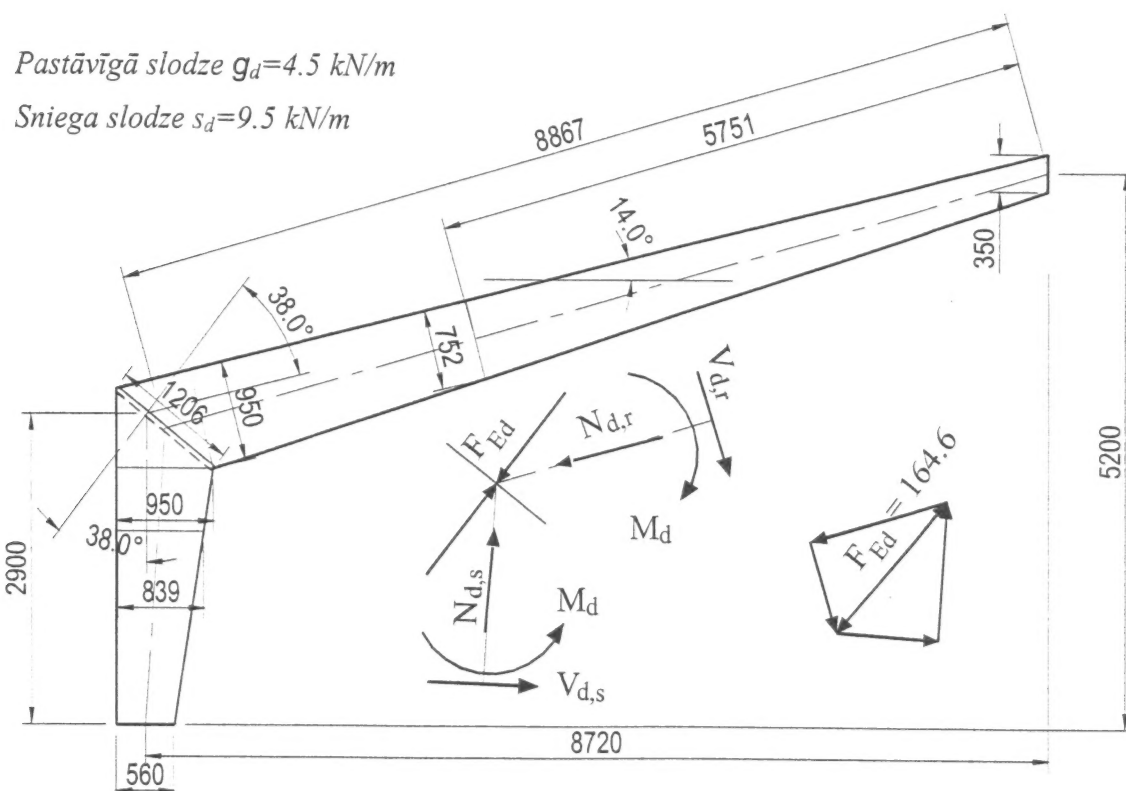 Pastāvīgā slodze gd=4.5 kN/m
Sniega slodze sd=9.5 kN/m
8867
5751
14.0°
350
38.0°
752
950
1206
Vd,r
Nd,r
FEd
Md
5200
950
38.0°
2900
839
Nd,s
Md
Vd,s
FEd = 164.6
8720
560